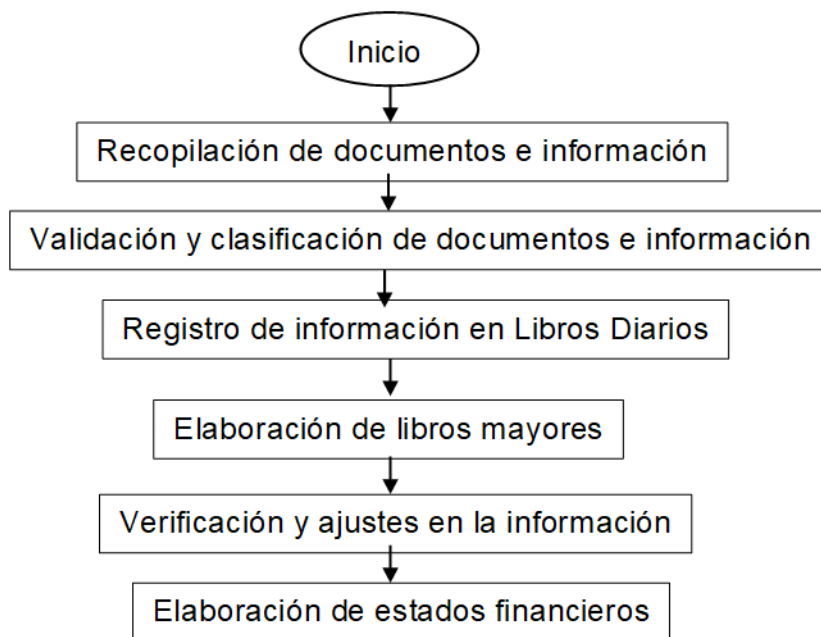 Inicio
Recopilación de documentos e información
Validación y clasificación de documentos e información
Registro de información en Libros Diarios
Elaboración de libros mayores
Verificación y ajustes en la información
Elaboración de estados financieros